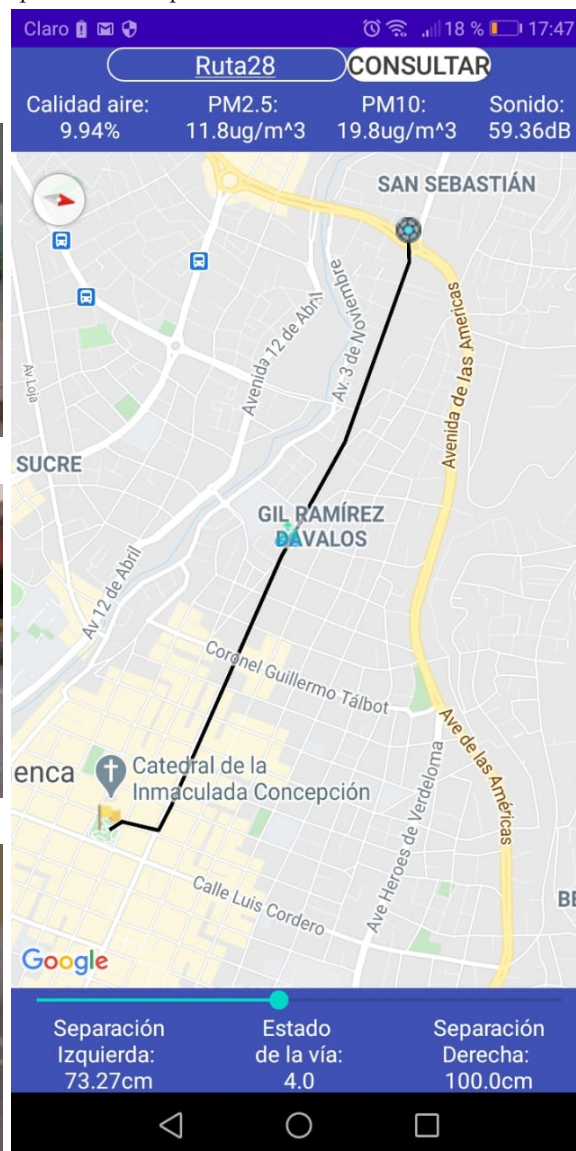 Claro 18 % 17:47
Ruta28 CONSULTAR
Calidad aire: PM2.5: PM10: Sonido:
9.94% 11.8ug/m^3 19.8ug/m^3 59.36dB
SAN SEBASTIÁN
Av. 3 de Noviembre
Avenida 12 de Abril
Avenida de las Americas
Av Loja
SUCRE
GIL RAMÍREZ
DÁVALOS
Av 12 de Abril
Coronel Guillermo Tálbot
Ave de las Américas
enca
Catedral de la
Inmaculada Concepción
Ave Heroes de Verdeloma
Calle Luis Cordero
BE
Google
Separación Estado Separación
Izquierda: de la vía: Derecha:
73.27cm 4.0 100.0cm